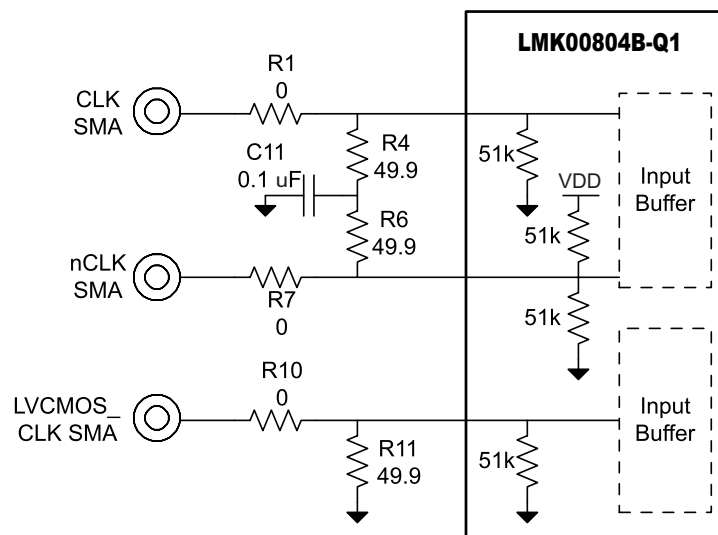 LMK00804B-Q1
CLK
SMA
R1
0
R4
49.9
C11
0.1 uF
51k
VDD
Input
Buffer
R6
49.9
51k
nCLK
SMA
R7
0
51k
R10
0
LVCMOS_
CLK SMA
R11
49.9
51k
Input
Buffer